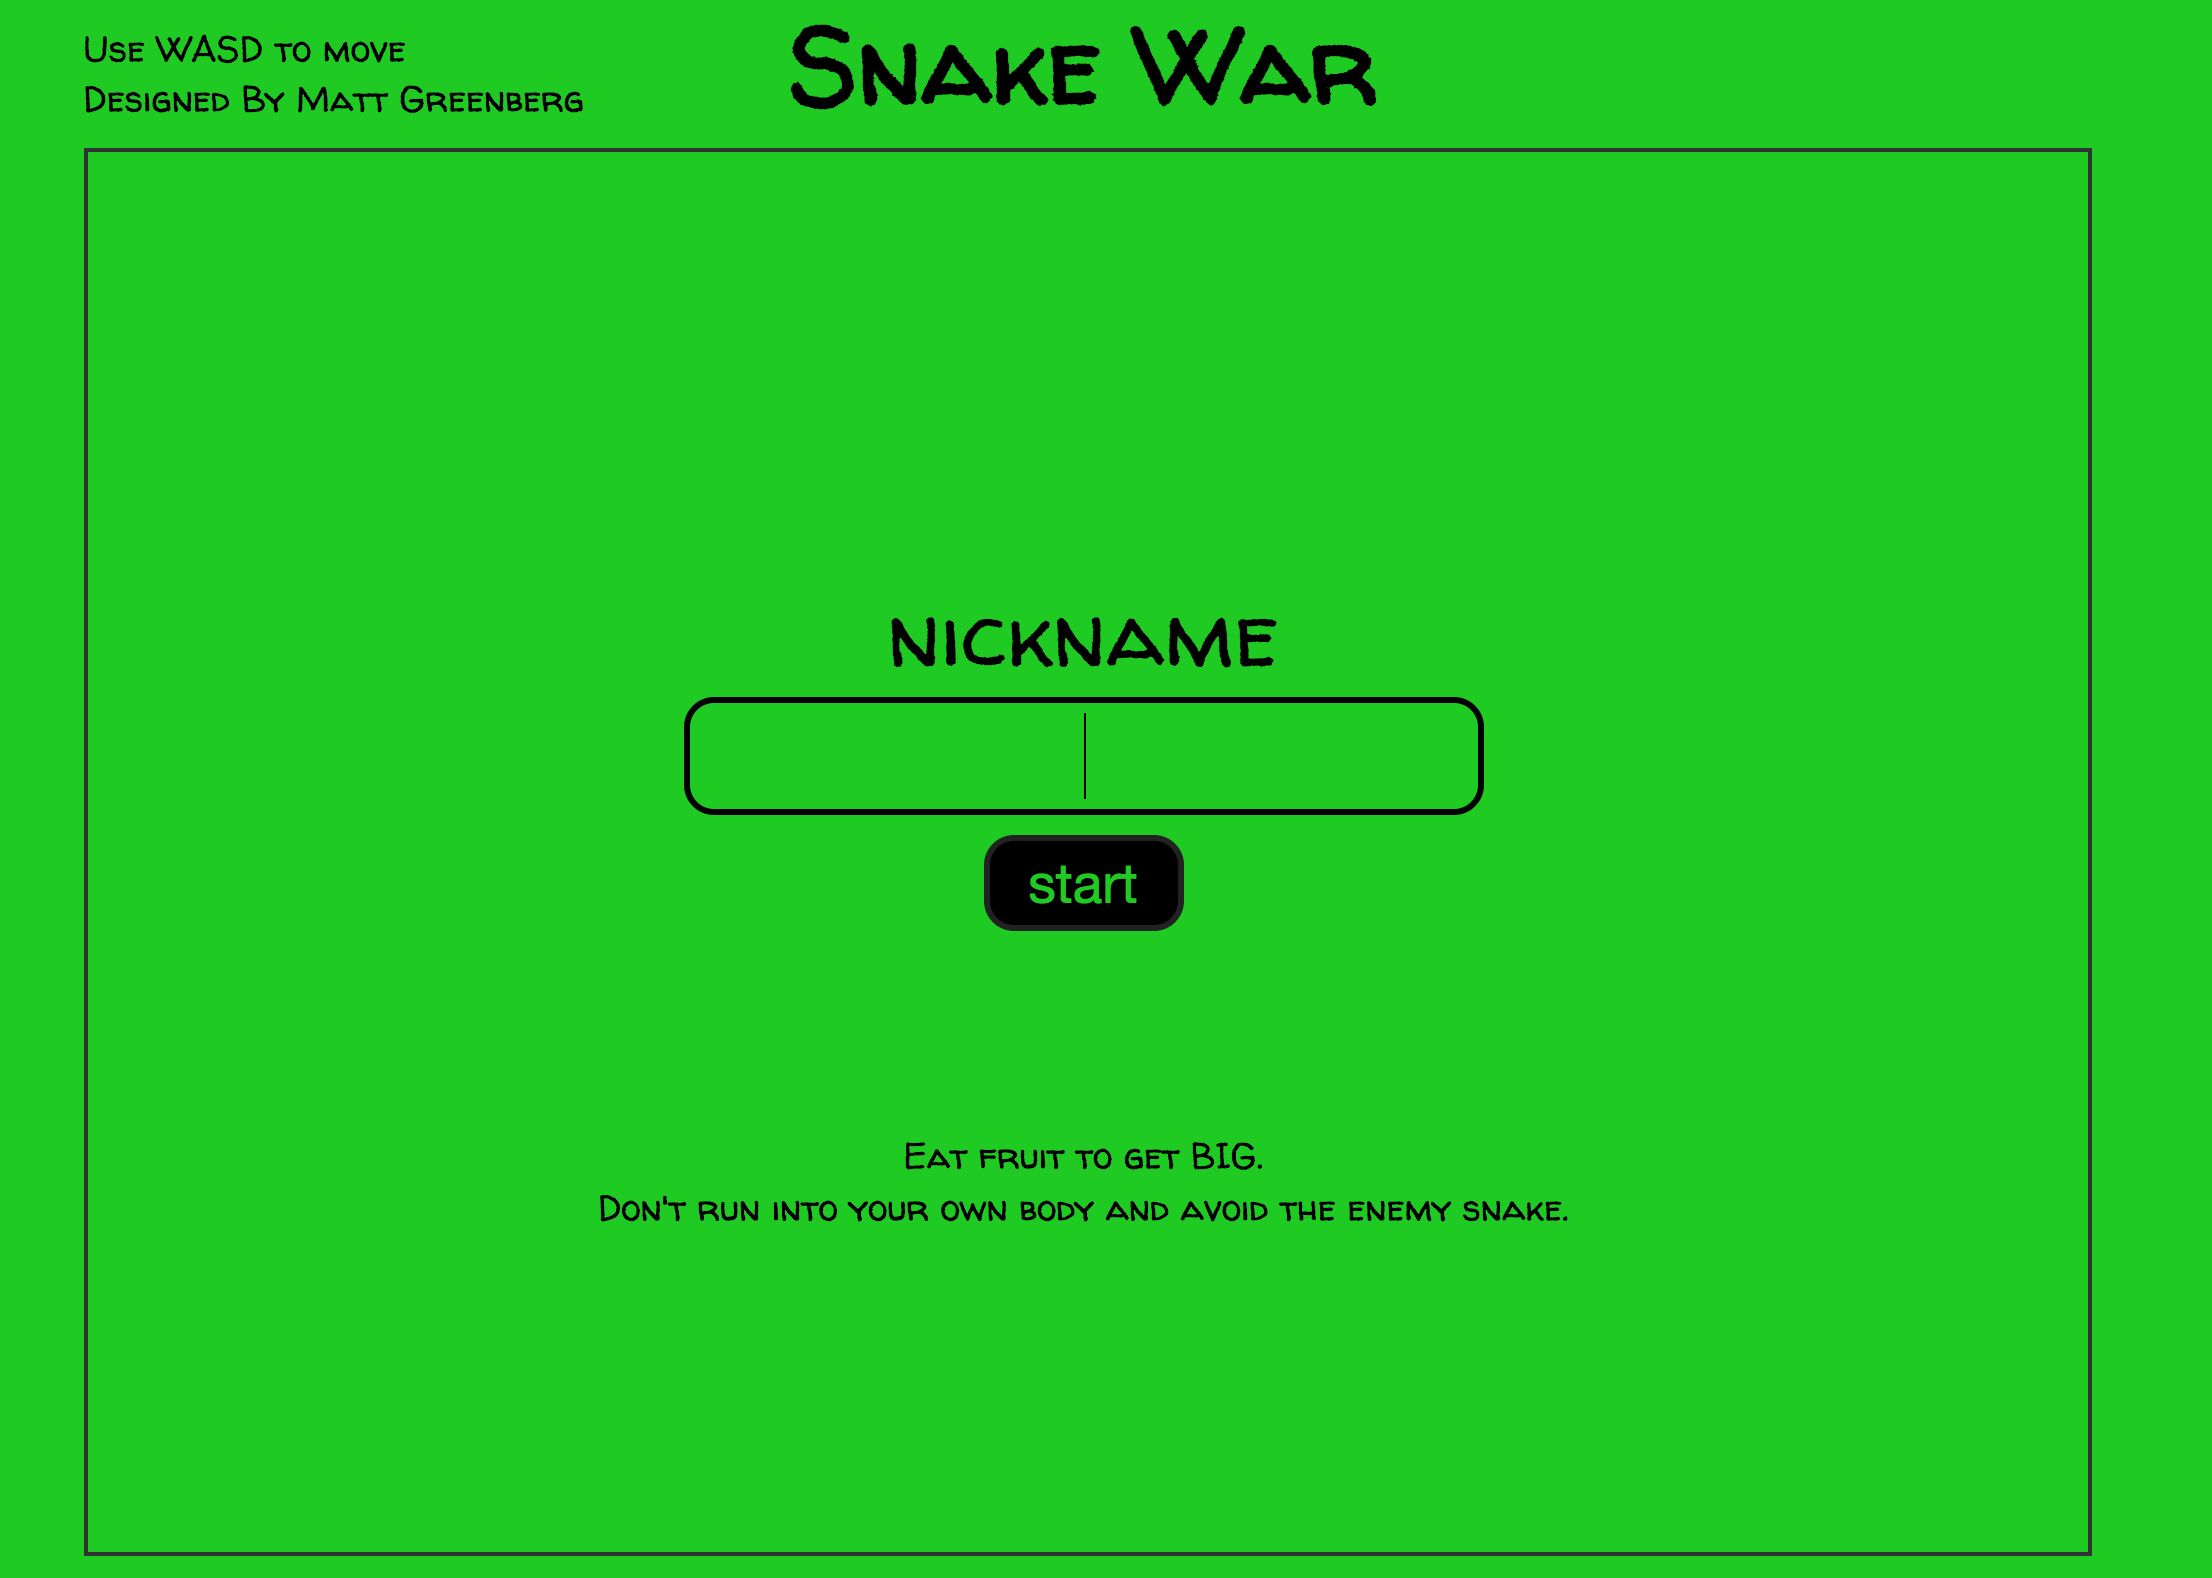 Use WASD to move
Designed By Matt Greenberg
Snake War
NICKNAME
start
Eat fruit to get BIG.
Don't run into your own body and avoid the enemy snake.